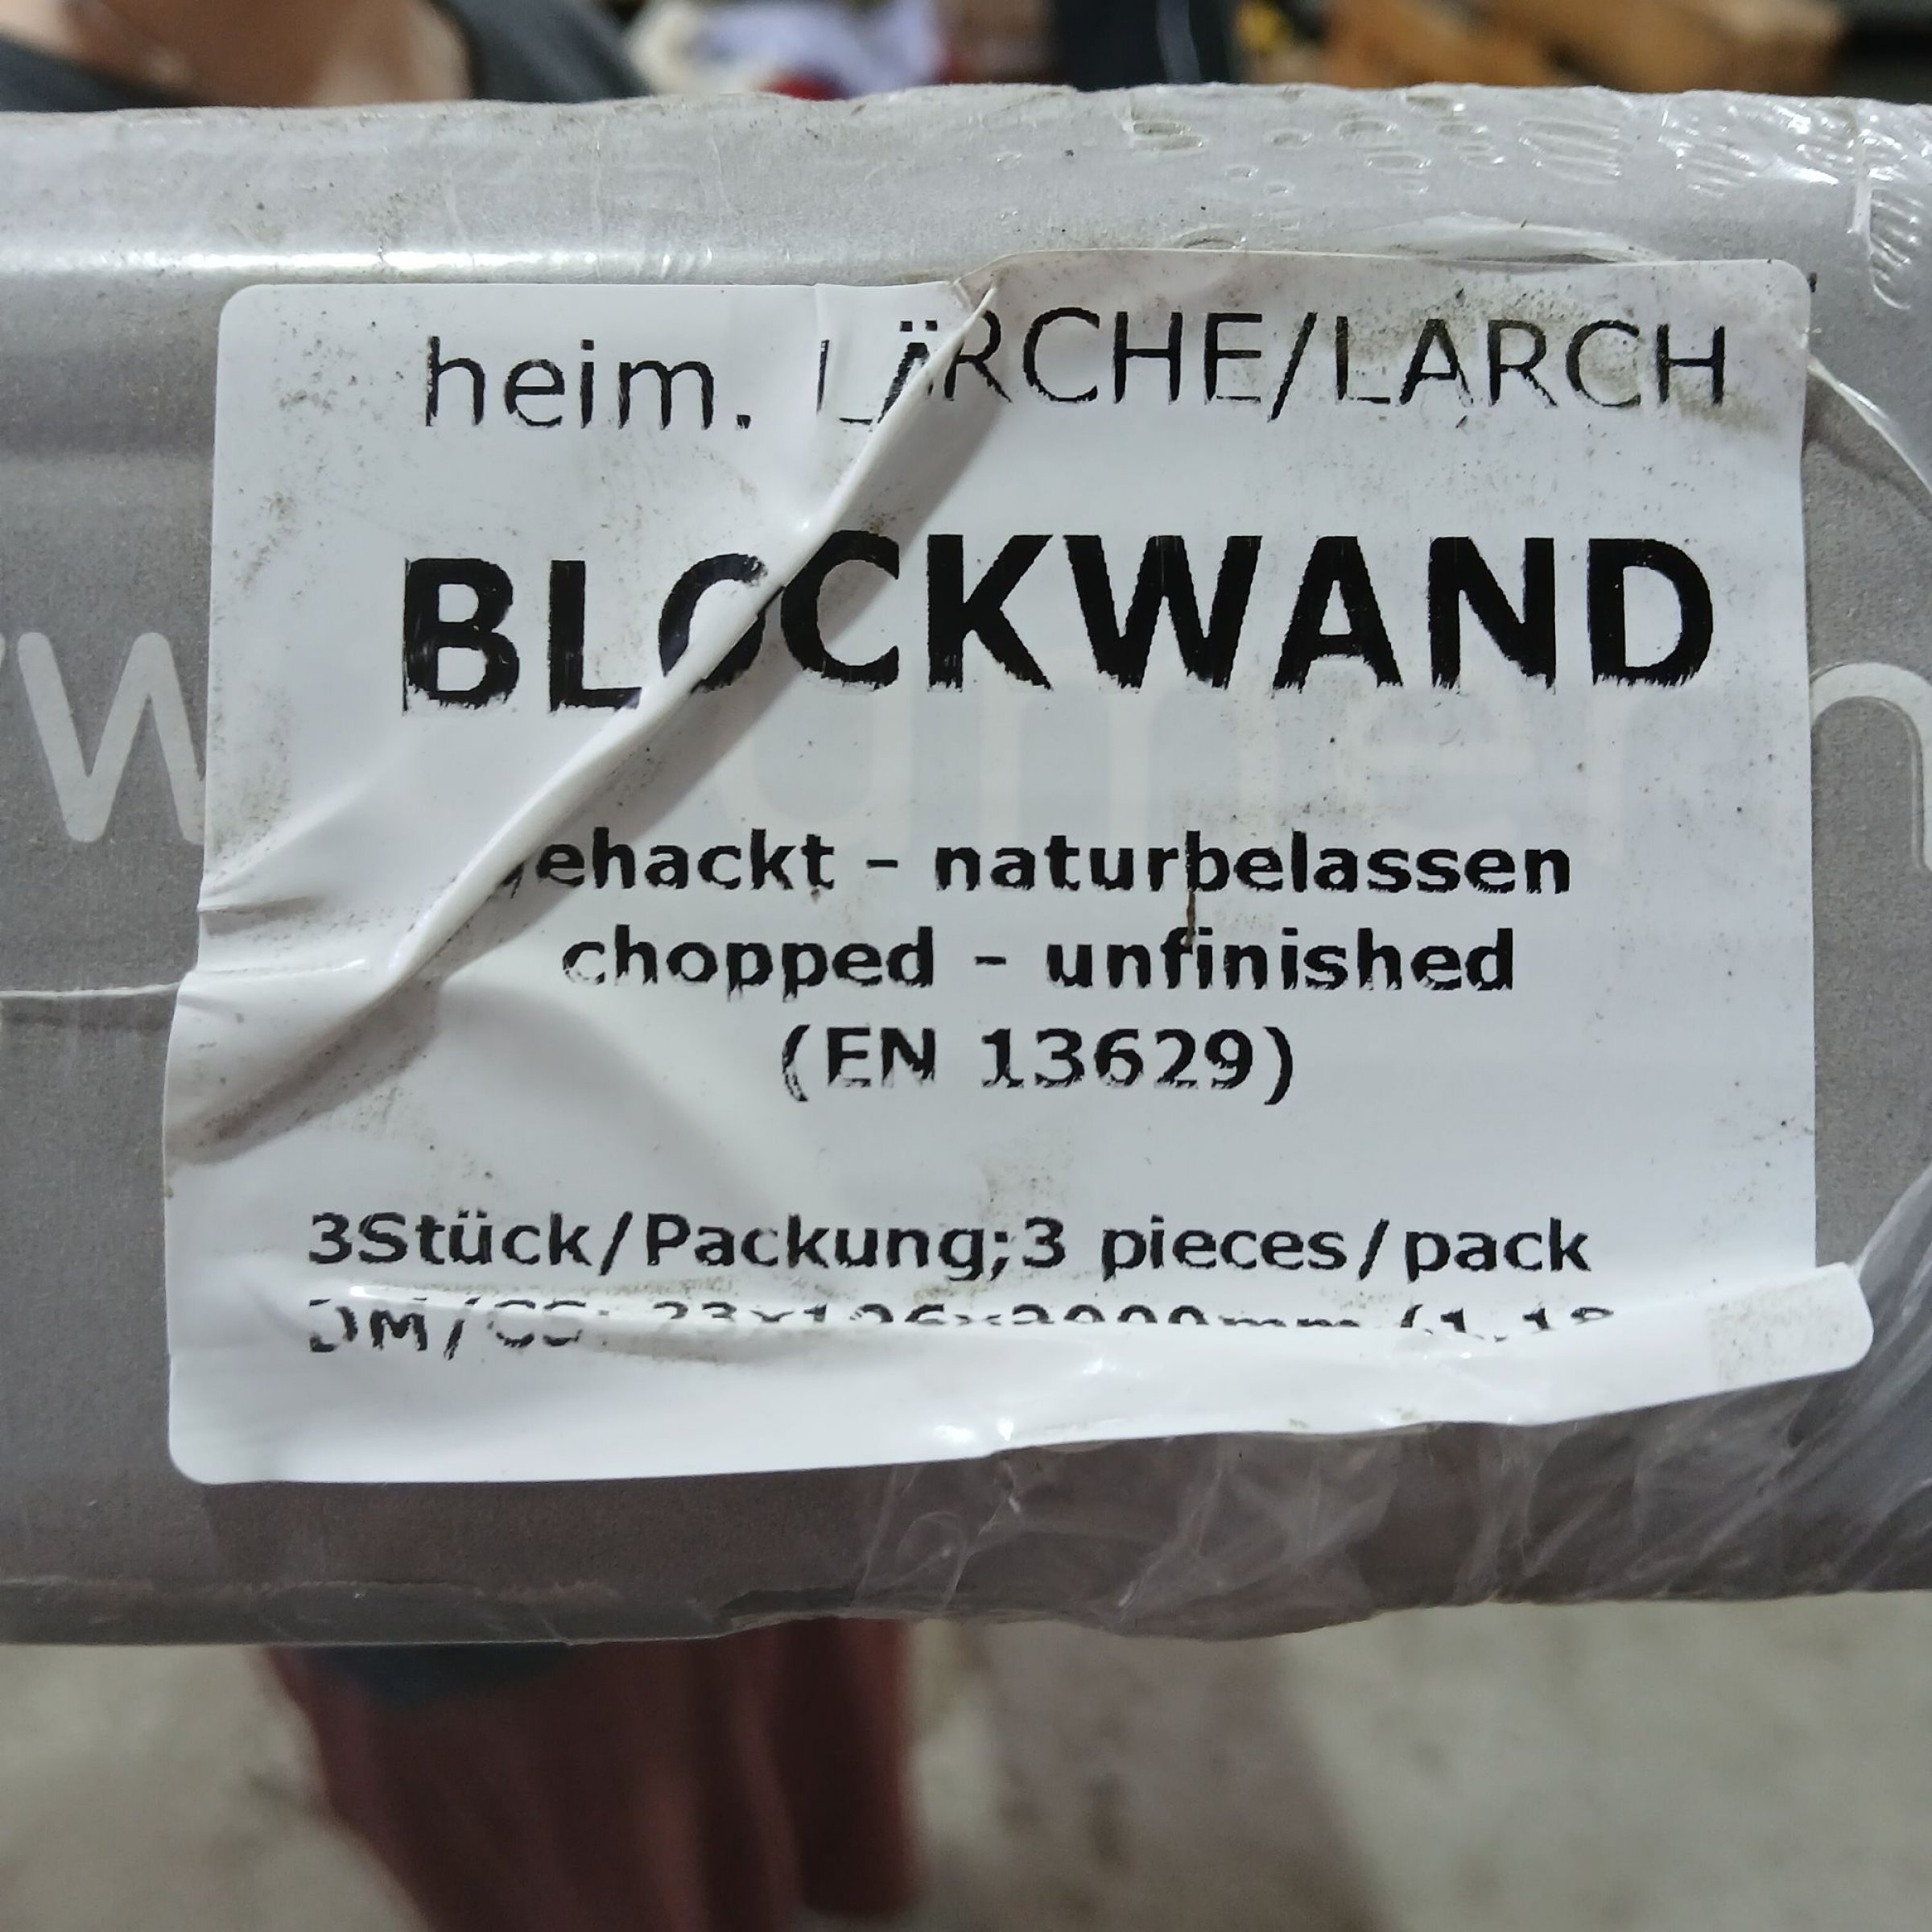 heim. LÄRCHE/LARCH
BLOCKWAND
gehackt – naturbelassen
chopped – unfinished
(EN 13629)
3Stück/Packung;3 pieces/pack